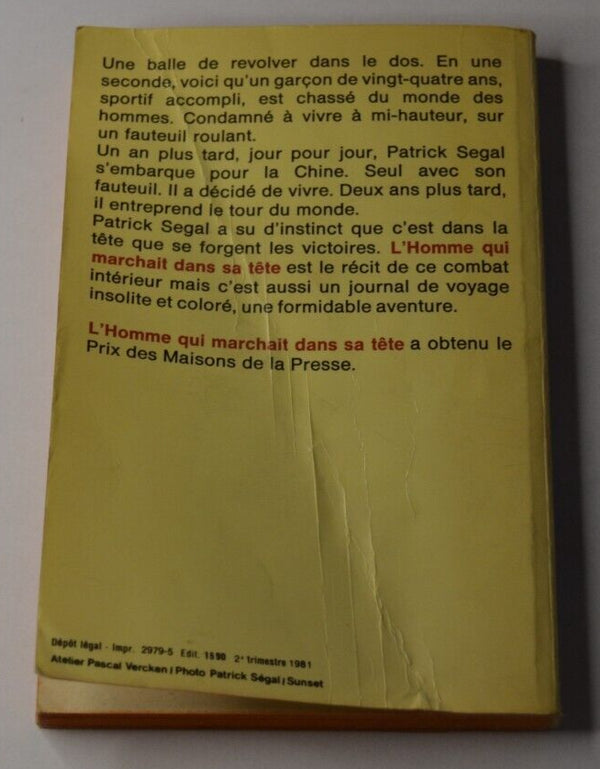 Une balle de revolver dans le dos. En une
seconde, voici qu'un garçon de vingt-quatre ans,
sportif accompli, est chassé du monde des
hommes. Condamné à vivre à mi-hauteur, sur
un fauteuil roulant.
Un an plus tard, jour pour jour, Patrick Segal
s'embarque pour la Chine. Seul avec son
fauteuil. Il a décidé de vivre. Deux ans plus tard,
il entreprend le tour du monde.
Patrick Segal a su d'instinct que c'est dans la
tête que se forgent les victoires. L'Homme qui
marchait dans sa tête est le récit de ce combat
intérieur mais c'est aussi un journal de voyage
insolite et coloré, une formidable aventure.
L'Homme qui marchait dans sa tête a obtenu le
Prix des Maisons de la Presse.
Dépôt légal - Impr. 2979-5 Edit. 1590 2e trimestre 1981
Atelier Pascal Vercken / Photo Patrick Ségal / Sunset